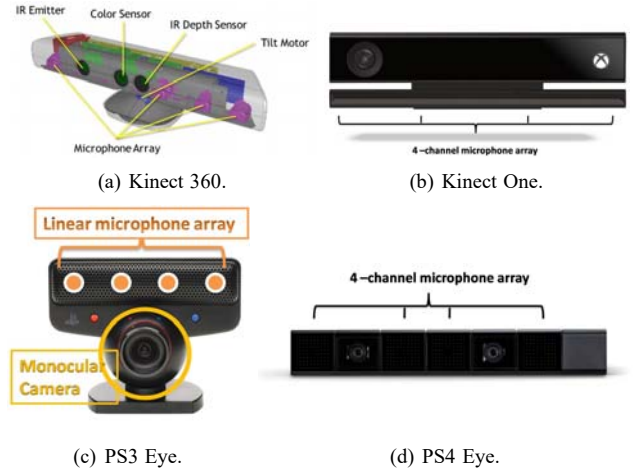 IR Emitter
Color Sensor
IR Depth Sensor
Tilt Motor
Microphone Array
(a) Kinect 360.
4 –channel microphone array
(b) Kinect One.
Linear microphone array
Monocular
Camera
(c) PS3 Eye.
4 –channel microphone array
(d) PS4 Eye.